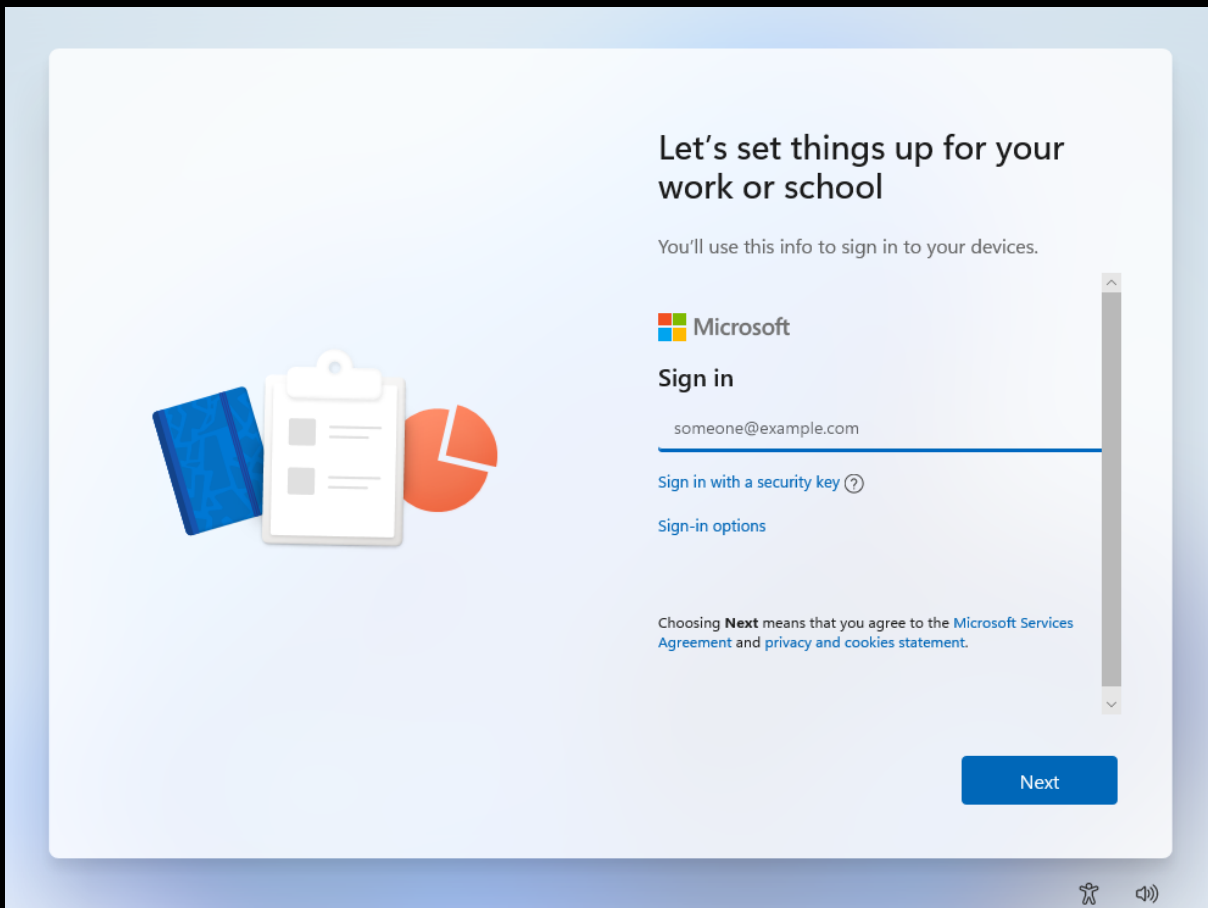 Let's set things up for your
work or school
You'll use this info to sign in to your devices.
Microsoft
Sign in
someone@example.com
Sign in with a security key
Sign-in options
Choosing Next means that you agree to the Microsoft Services
Agreement and privacy and cookies statement.
Next